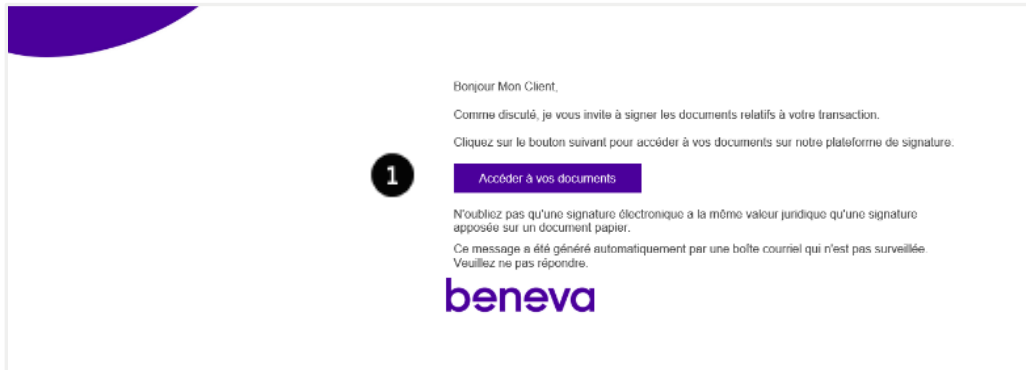 Bonjour Mon Client,
Comme discuté, je vous invite à signer les documents relatifs à votre transaction.
Cliquez sur le bouton suivant pour accéder à vos documents sur notre plateforme de signature:
1
Accéder à vos documents
N'oubliez pas qu'une signature électronique a la même valeur juridique qu'une signature
apposée sur un document papier.
Ce message a été généré automatiquement par une boîte courriel qui n'est pas surveillée.
Veuillez ne pas répondre.
beneva